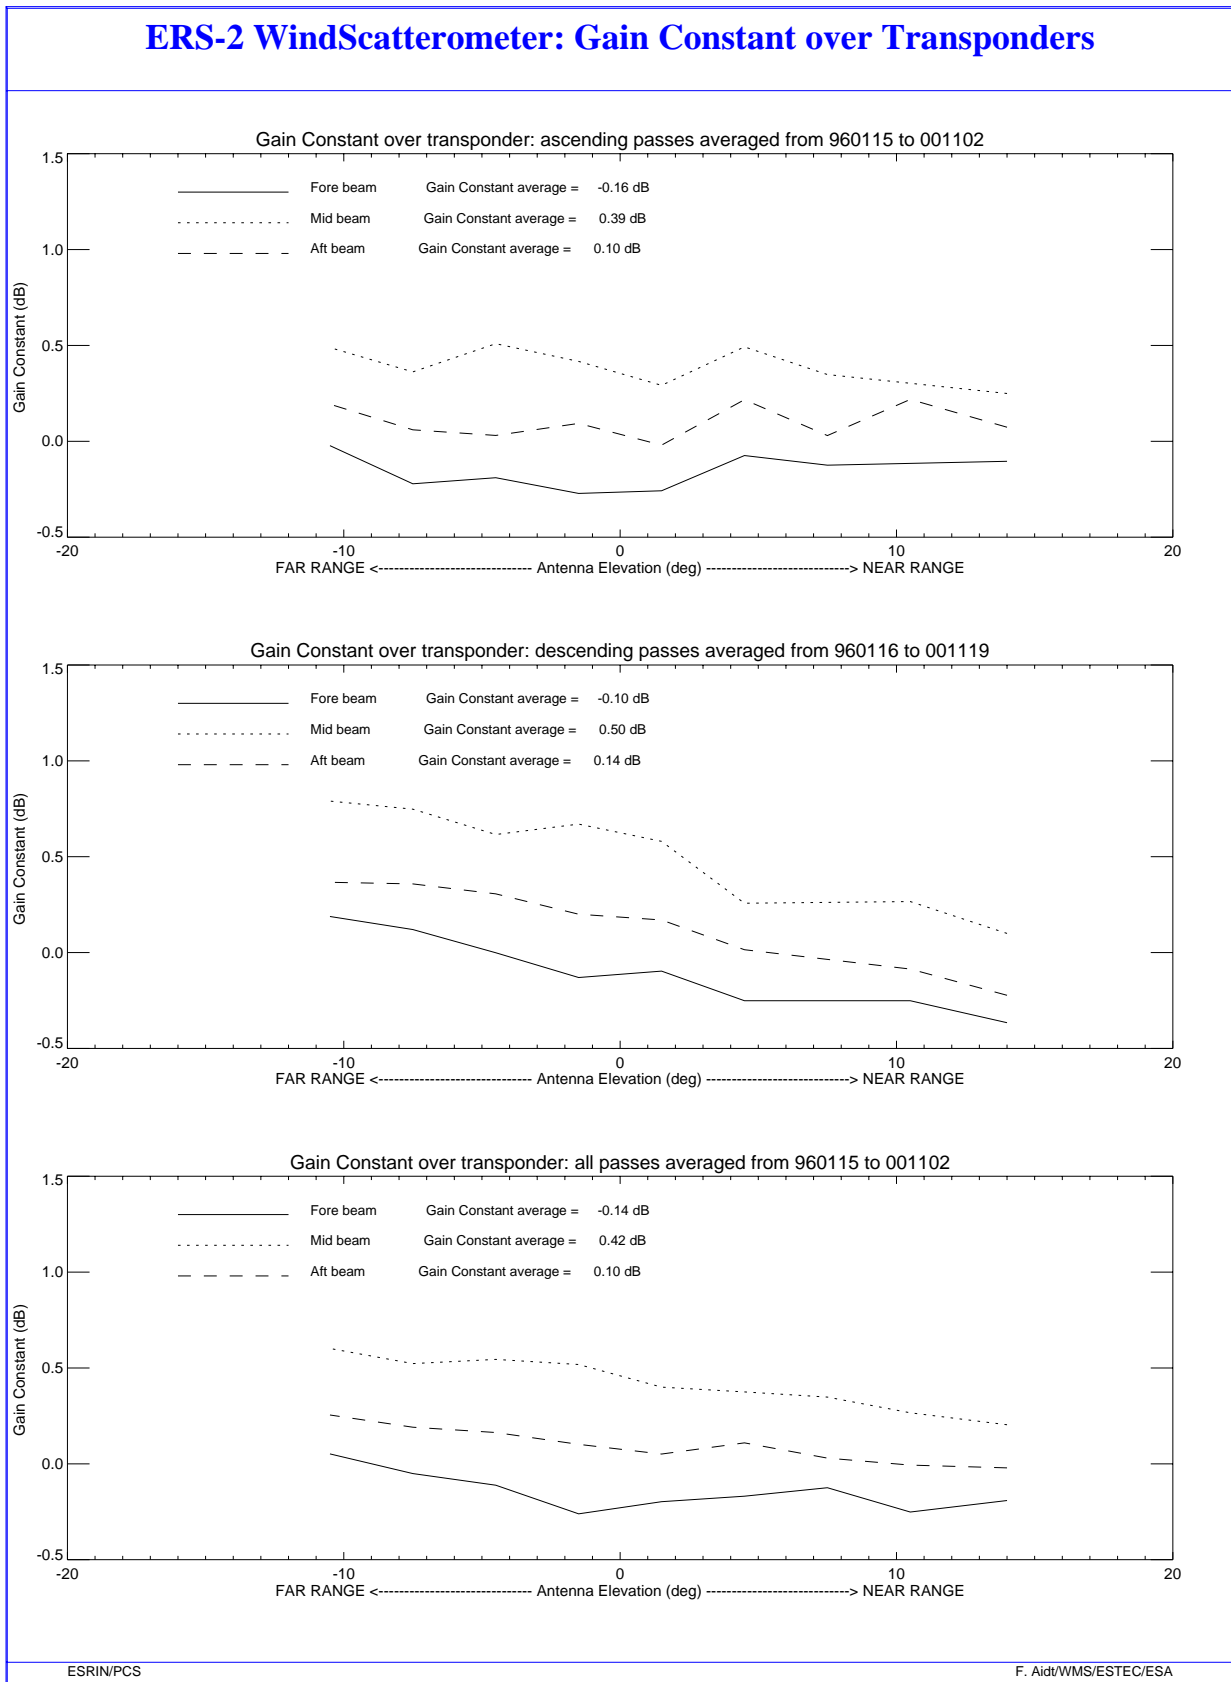 ERS-2 WindScatterometer: Gain Constant over Transponders
Gain Constant over transponder: ascending passes averaged from 960115 to 001102
Fore beam Gain Constant average = -0.16 dB
Mid beam Gain Constant average = 0.39 dB
Aft beam Gain Constant average = 0.10 dB
1.5
1.0
0.5
0.0
-0.5
Gain Constant (dB)
-20 -10 0 10 20
FAR RANGE <------------------------------ Antenna Elevation (deg) ----------------------------> NEAR RANGE
Gain Constant over transponder: descending passes averaged from 960116 to 001119
Fore beam Gain Constant average = -0.10 dB
Mid beam Gain Constant average = 0.50 dB
Aft beam Gain Constant average = 0.14 dB
1.5
1.0
0.5
0.0
-0.5
Gain Constant (dB)
-20 -10 0 10 20
FAR RANGE <------------------------------ Antenna Elevation (deg) ----------------------------> NEAR RANGE
Gain Constant over transponder: all passes averaged from 960115 to 001102
Fore beam Gain Constant average = -0.14 dB
Mid beam Gain Constant average = 0.42 dB
Aft beam Gain Constant average = 0.10 dB
1.5
1.0
0.5
0.0
-0.5
Gain Constant (dB)
-20 -10 0 10 20
FAR RANGE <------------------------------ Antenna Elevation (deg) ----------------------------> NEAR RANGE
ESRIN/PCS
F. Aidt/WMS/ESTEC/ESA